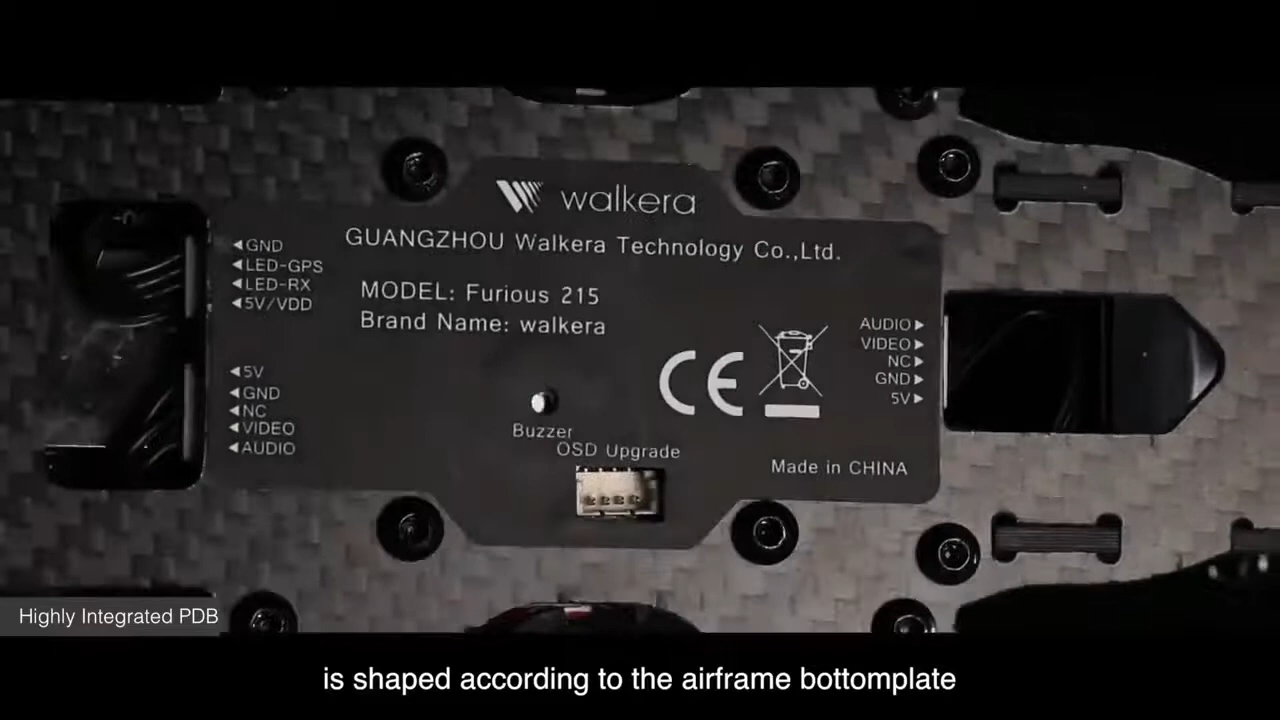 walkera
GUANGZHOU Walkera Technology Co.,Ltd.
MODEL: Furious 215
Brand Name: walkera
GND
LED-GPS
LED-RX
5V/VDD
5V
GND
NC
VIDEO
AUDIO
AUDIO
VIDEO
NC
GND
5V
CE
Buzzer
OSD Upgrade
Made in CHINA
Highly Integrated PDB
is shaped according to the airframe bottomplate